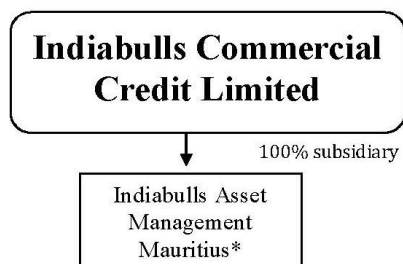 Indiabulls Commercial
Credit Limited
100% subsidiary
Indiabulls Asset
Management
Mauritius*